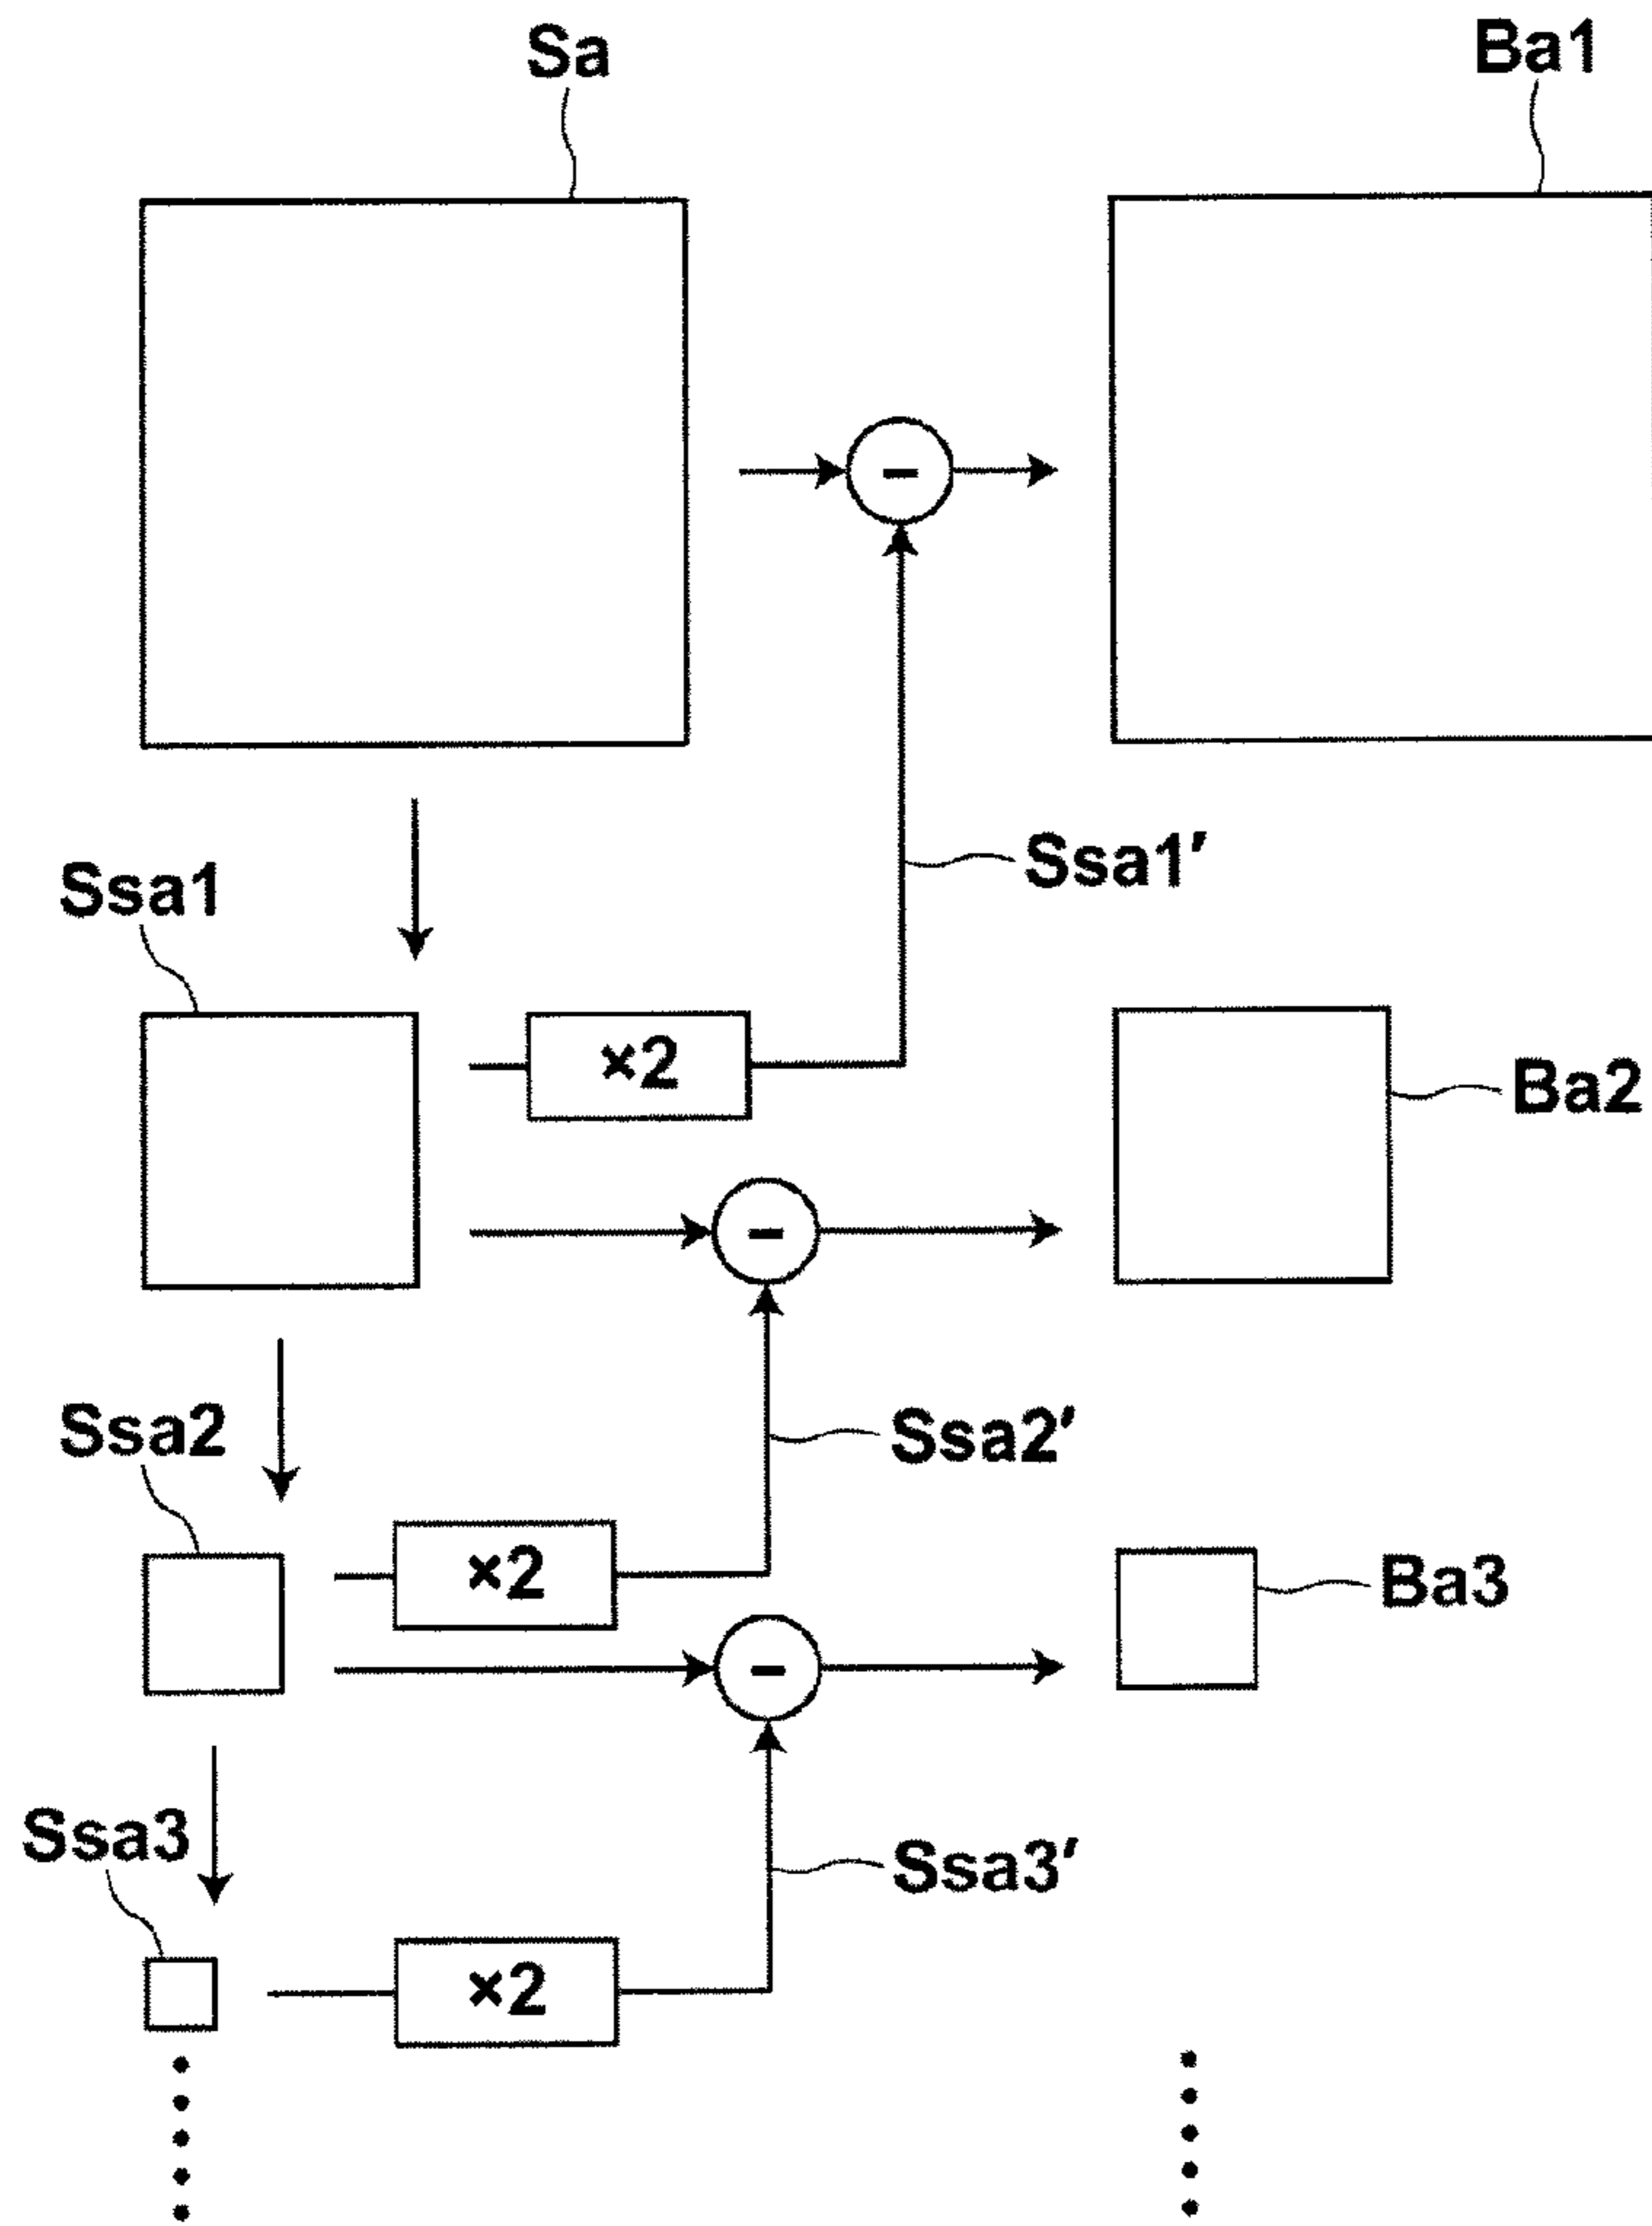 Sa
Ba1
-
Ssa1′
Ssa1
×2
Ba2
-
Ssa2′
Ssa2
×2
Ba3
-
Ssa3′
Ssa3
×2